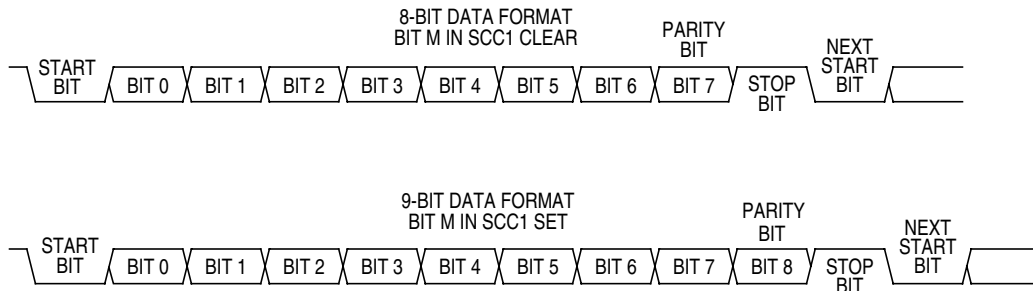 8-BIT DATA FORMAT
BIT M IN SCC1 CLEAR
PARITY
BIT
START
BIT
BIT 0
BIT 1
BIT 2
BIT 3
BIT 4
BIT 5
BIT 6
BIT 7
STOP
BIT
NEXT
START
BIT
9-BIT DATA FORMAT
BIT M IN SCC1 SET
PARITY
BIT
START
BIT
BIT 0
BIT 1
BIT 2
BIT 3
BIT 4
BIT 5
BIT 6
BIT 7
BIT 8
STOP
BIT
NEXT
START
BIT